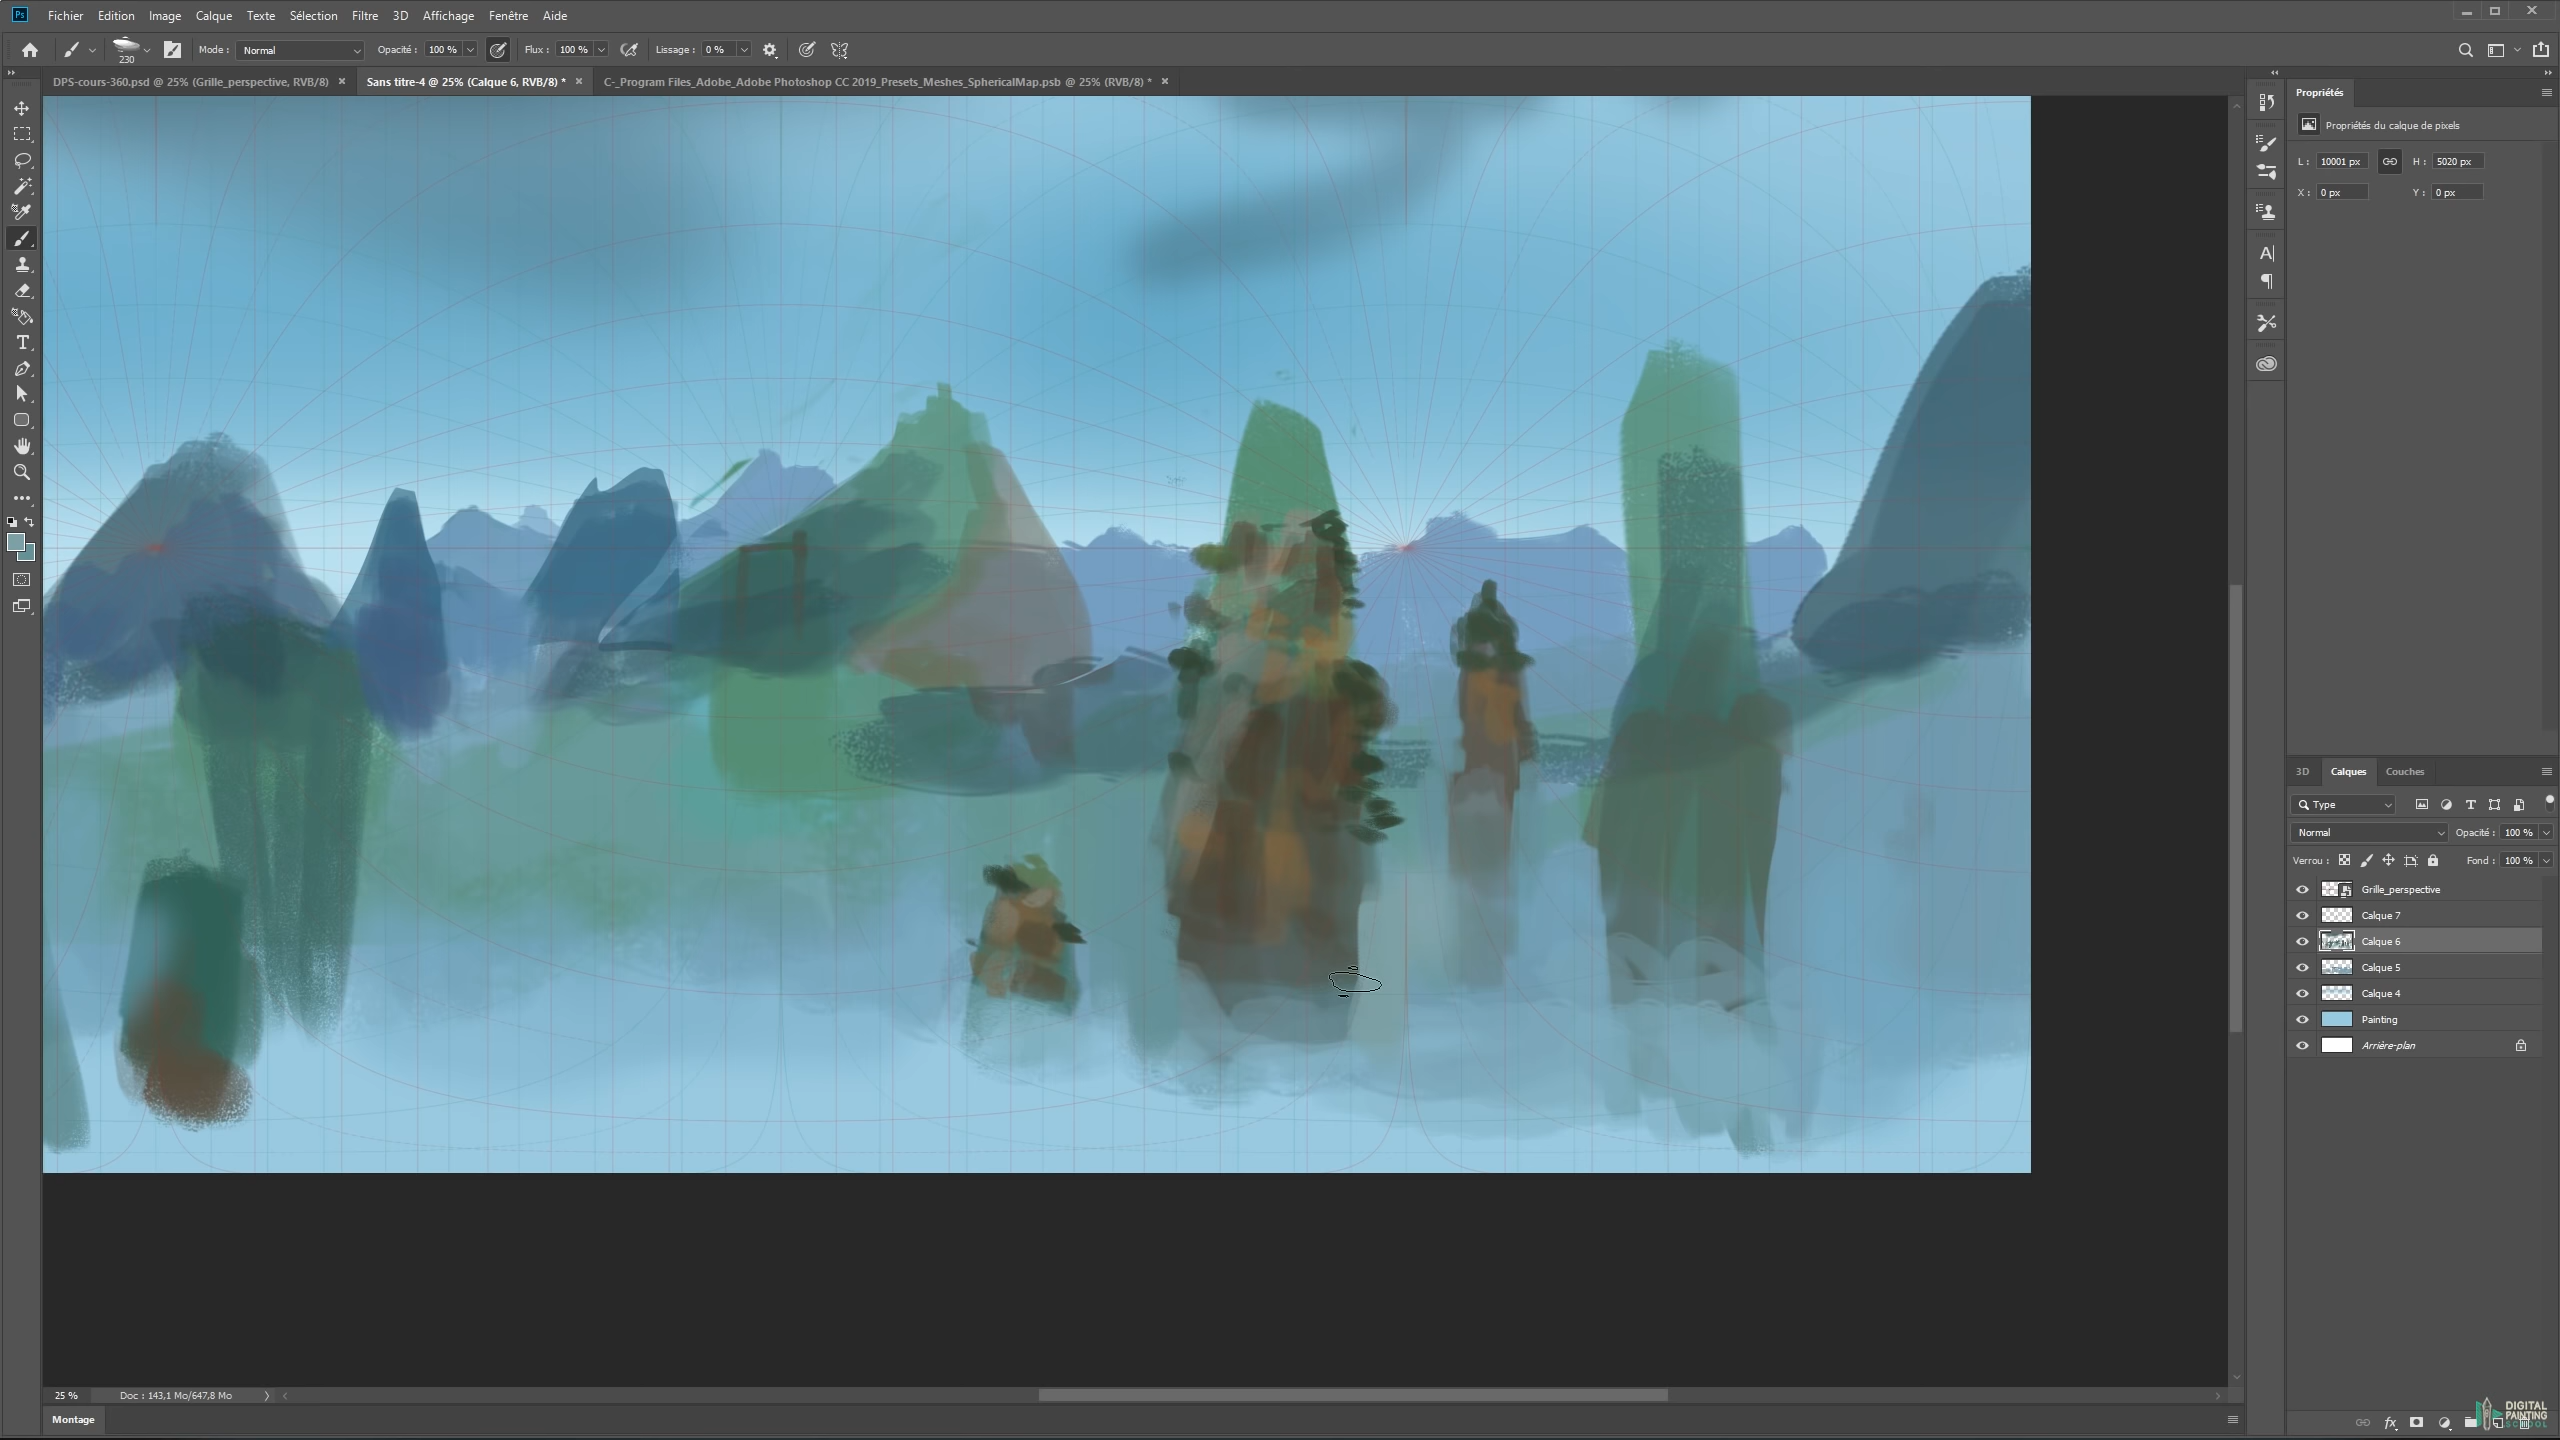 Ps Fichier Edition Image Calque Texte Sélection Filtre 3D Affichage Fenêtre Aide
230 Mode : Normal Opacité : 100 % Flux : 100 % Lissage : 0 %
DPS-cours-360.psd @ 25% (Grille_perspective, RVB/8) Sans titre-4 @ 25% (Calque 6, RVB/8) * C-_Program Files_Adobe_Adobe Photoshop CC 2019_Presets_Meshes_SphericalMap.psb @ 25% (RVB/8) *
Propriétés
Propriétés du calque de pixels
L : 10001 px H : 5020 px
X : 0 px Y : 0 px
3D Calques Couches
Type
Normal Opacité : 100 %
Verrou : Fond : 100 %
Grille_perspective
Calque 7
Calque 6
Calque 5
Calque 4
Painting
Arrière-plan
25 % Doc : 143,1 Mo/647,8 Mo
Montage
fx
DIGITAL
PAINTING
SCHOOL